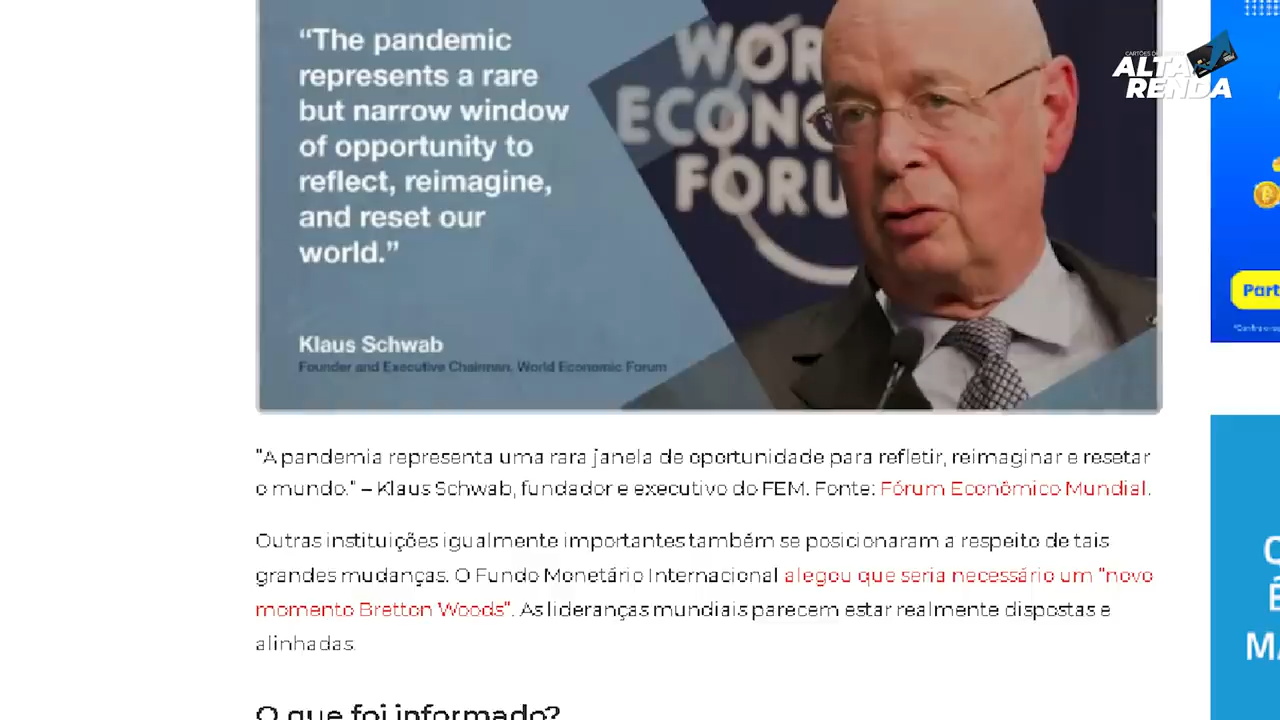 “The pandemic
represents a rare
but narrow window
of opportunity to
reflect, reimagine,
and reset our
world.”
Klaus Schwab
Founder and Executive Chairman, World Economic Forum
WOR
ECONO
FORU
CARTÕES DE
ALTA
RENDA
Part
"A pandemia representa uma rara janela de oportunidade para refletir, reimaginar e resetar
o mundo." – Klaus Schwab, fundador e executivo do FEM. Fonte: Fórum Econômico Mundial.
Outras instituições igualmente importantes também se posicionaram a respeito de tais
grandes mudanças. O Fundo Monetário Internacional alegou que seria necessário um "novo
momento Bretton Woods". As lideranças mundiais parecem estar realmente dispostas e
alinhadas.
O que foi informado?